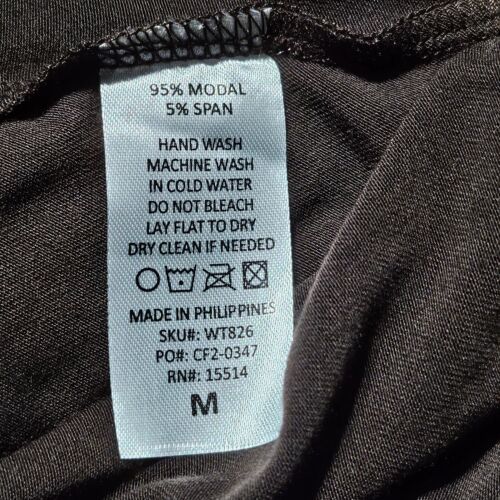 95% MODAL
5% SPAN
HAND WASH
MACHINE WASH
IN COLD WATER
DO NOT BLEACH
LAY FLAT TO DRY
DRY CLEAN IF NEEDED
MADE IN PHILIPPINES
SKU#: WT826
PO#: CF2-0347
RN#: 15514
M